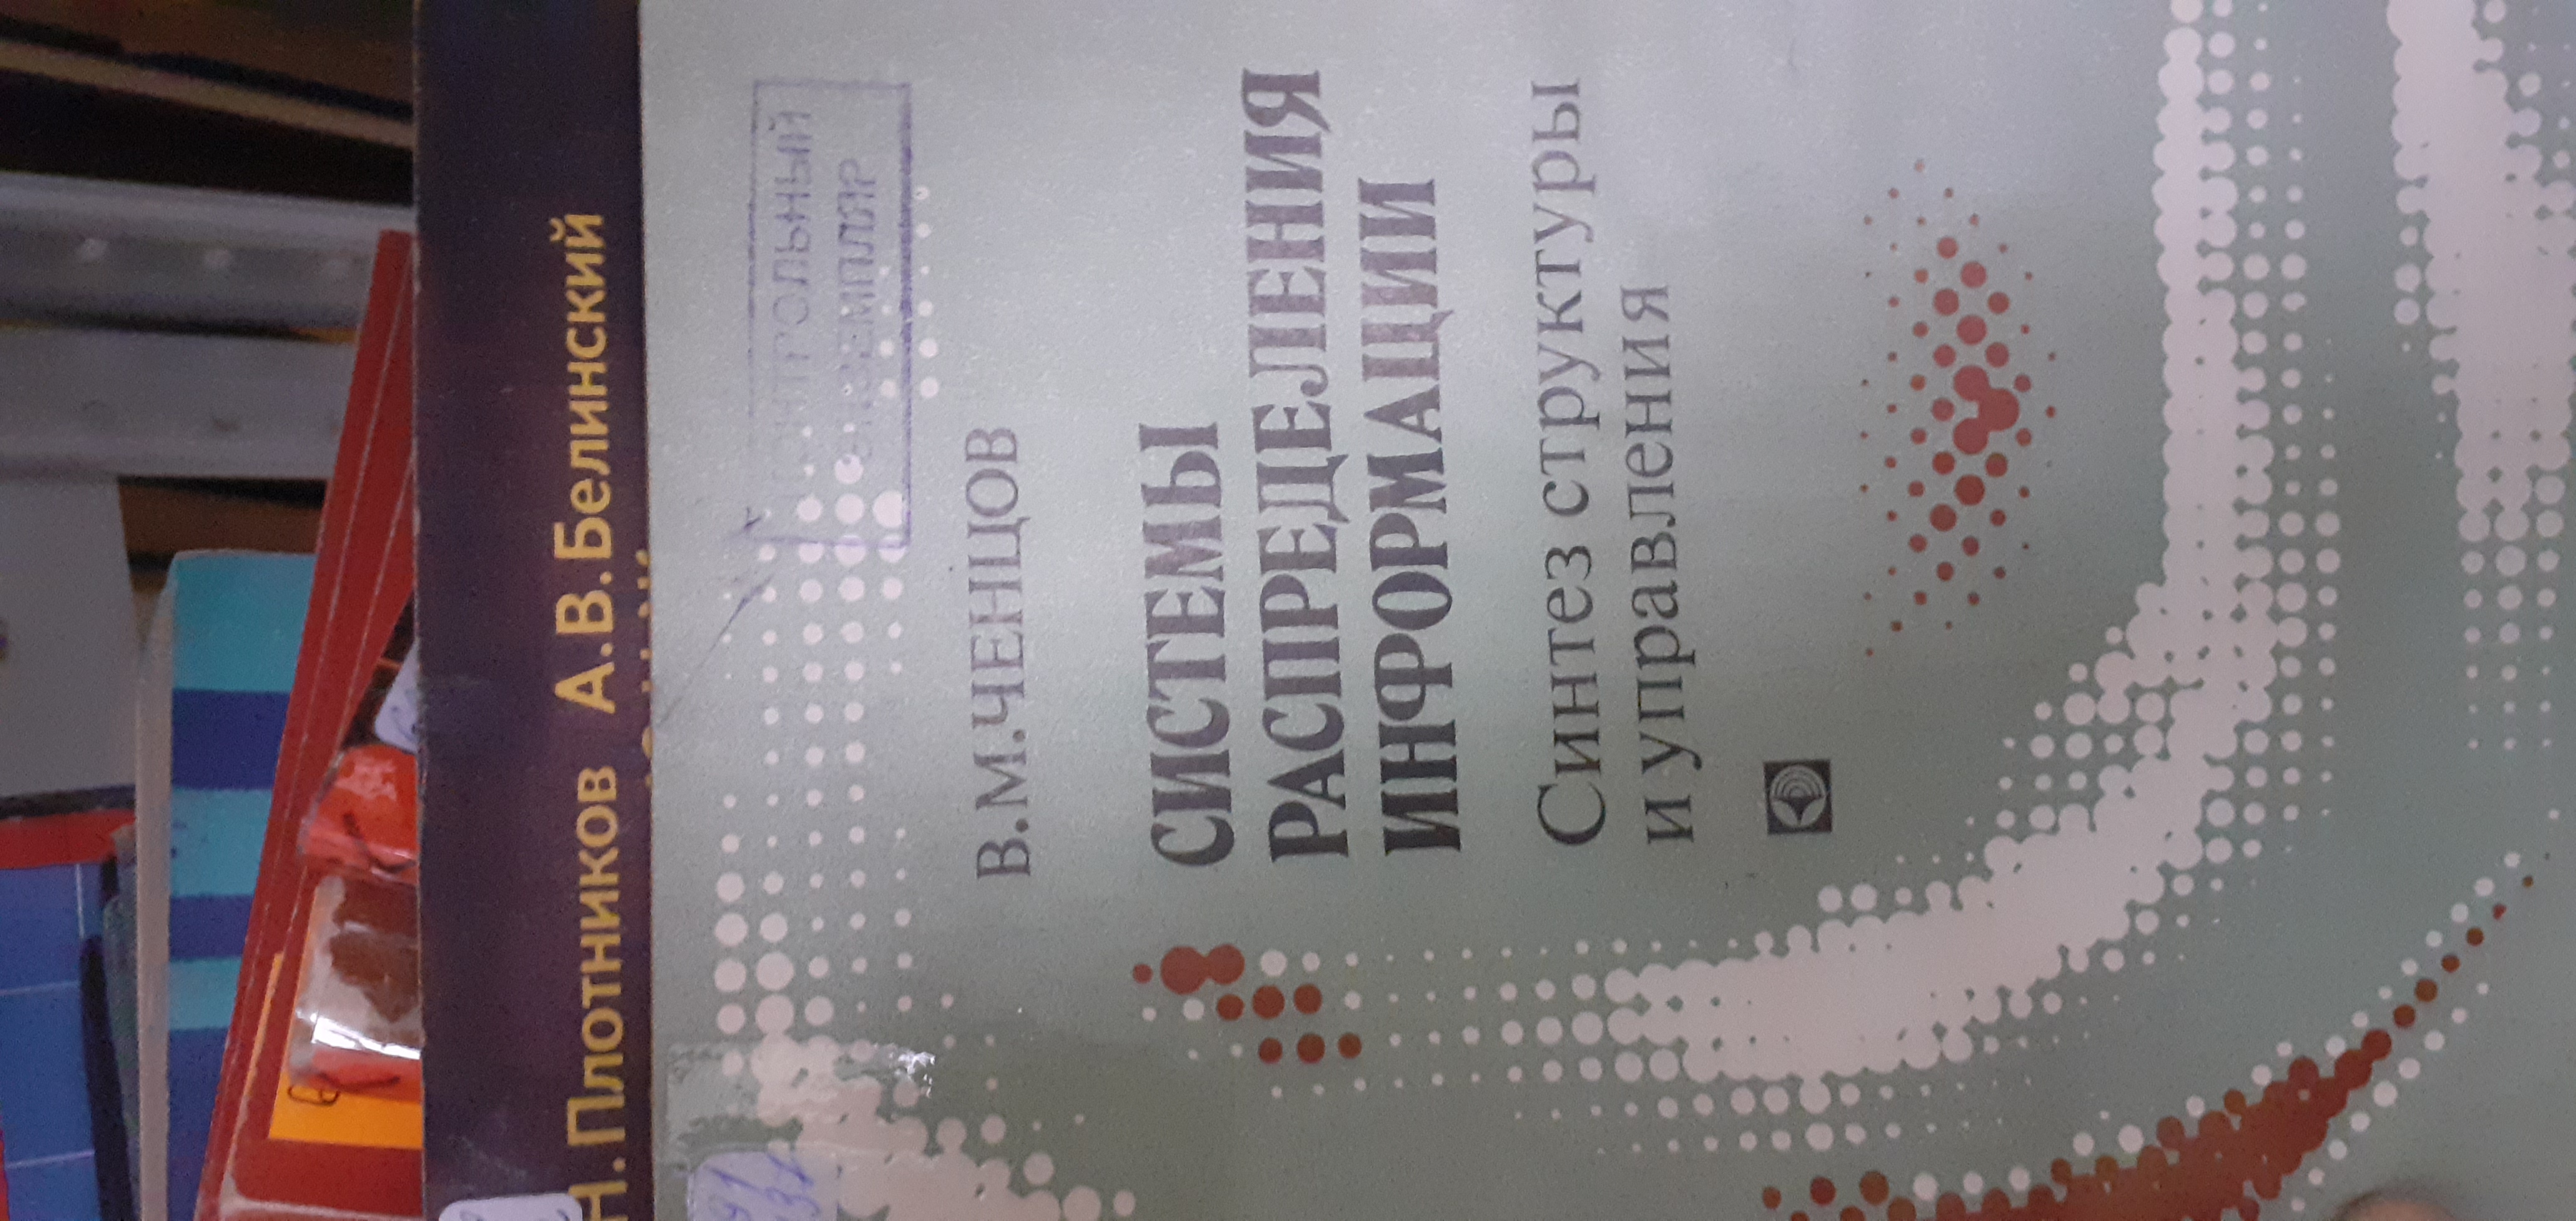 Н.Плотников А.В.Белинский
КОНТРОЛЬНЫЙ
ЭКЗЕМПЛЯР
В.М.ЧЕНЦОВ
СИСТЕМЫ
РАСПРЕДЕЛЕНИЯ
ИНФОРМАЦИИ
Синтез структуры
и управления